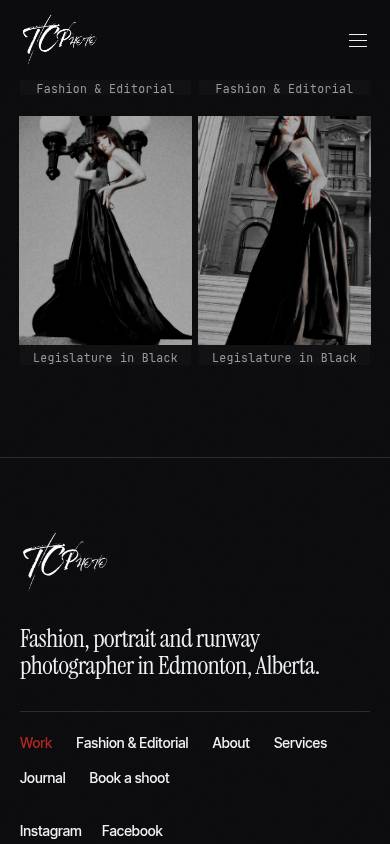 TCPHOTO
Fashion & Editorial
Fashion & Editorial
Legislature in Black
Legislature in Black
TCPHOTO
Fashion, portrait and runway
photographer in Edmonton, Alberta.
Work Fashion & Editorial About Services
Journal Book a shoot
Instagram Facebook